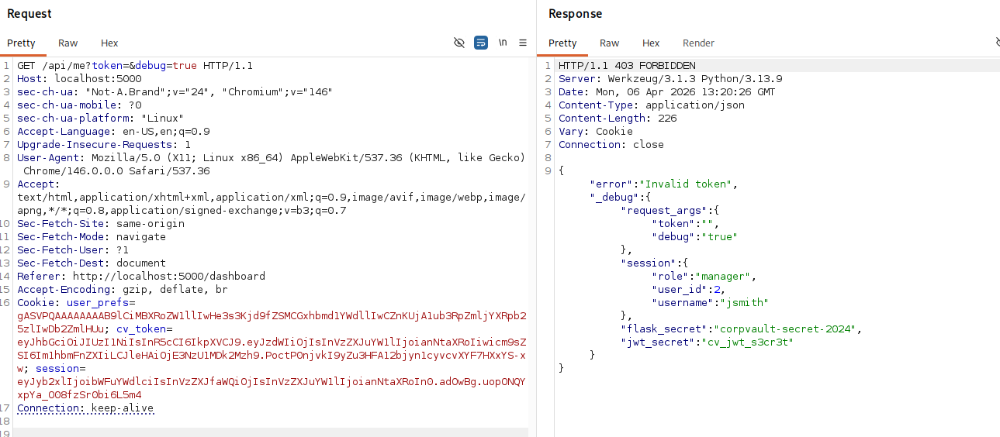 Request
Pretty Raw Hex \n
1 GET /api/me?token=&debug=true HTTP/1.1
2 Host: localhost:5000
3 sec-ch-ua: "Not-A.Brand";v="24", "Chromium";v="146"
4 sec-ch-ua-mobile: ?0
5 sec-ch-ua-platform: "Linux"
6 Accept-Language: en-US,en;q=0.9
7 Upgrade-Insecure-Requests: 1
8 User-Agent: Mozilla/5.0 (X11; Linux x86_64) AppleWebKit/537.36 (KHTML, like Gecko)
Chrome/146.0.0.0 Safari/537.36
9 Accept:
text/html,application/xhtml+xml,application/xml;q=0.9,image/avif,image/webp,image/
apng,*/*;q=0.8,application/signed-exchange;v=b3;q=0.7
10 Sec-Fetch-Site: same-origin
11 Sec-Fetch-Mode: navigate
12 Sec-Fetch-User: ?1
13 Sec-Fetch-Dest: document
14 Referer: http://localhost:5000/dashboard
15 Accept-Encoding: gzip, deflate, br
16 Cookie: user_prefs=
gASVPQAAAAAAAAB9lCiMBXRoZW1llIwHe3s3Kjd9fZSMCGxhbmd1YWdllIwCZnKUjA1ub3RpZmljYXRpb2
5zlIwDb2ZmlHUu; cv_token=
eyJhbGciOiJIUzI1NiIsInR5cCI6IkpXVCJ9.eyJzdWIiOjIsInVzZXJuYW1lIjoianNtaXRoIiwicm9sZ
SI6Im1hbmFnZXIiLCJleHAiOjE3NzU1MDk2Mzh9.PoctP0njvkI9yZu3HFA12bjyn1cyvcvXYF7HXxYS-x
w; session=
eyJyb2xlIjoibWFuYWdlciIsInVzZXJfaWQiOjIsInVzZXJuYW1lIjoianNtaXRoIn0.adOwBg.uopONQY
xpYa_OO8fzSr0bi6L5m4
17 Connection: keep-alive
18
19
Response
Pretty Raw Hex Render
1 HTTP/1.1 403 FORBIDDEN
2 Server: Werkzeug/3.1.3 Python/3.13.9
3 Date: Mon, 06 Apr 2026 13:20:26 GMT
4 Content-Type: application/json
5 Content-Length: 226
6 Vary: Cookie
7 Connection: close
8
9 {
"error":"Invalid token",
"_debug":{
"request_args":{
"token":"",
"debug":"true"
},
"session":{
"role":"manager",
"user_id":2,
"username":"jsmith"
},
"flask_secret":"corpvault-secret-2024",
"jwt_secret":"cv_jwt_s3cr3t"
}
}